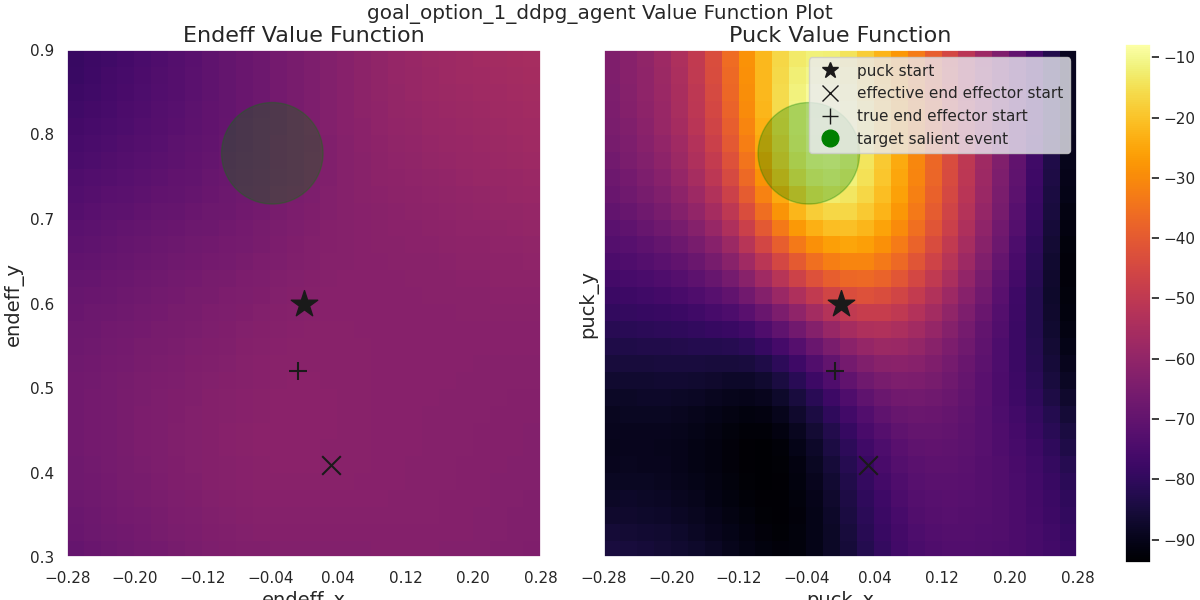 goal_option_1_ddpg_agent Value Function Plot
Endeff Value Function
Puck Value Function
puck start
effective end effector start
true end effector start
target salient event
endeff_y
0.9
0.8
0.7
0.6
0.5
0.4
0.3
−0.28 −0.20 −0.12 −0.04 0.04 0.12 0.20 0.28
endeff_x
puck_y
−0.28 −0.20 −0.12 −0.04 0.04 0.12 0.20 0.28
puck_x
−10
−20
−30
−40
−50
−60
−70
−80
−90